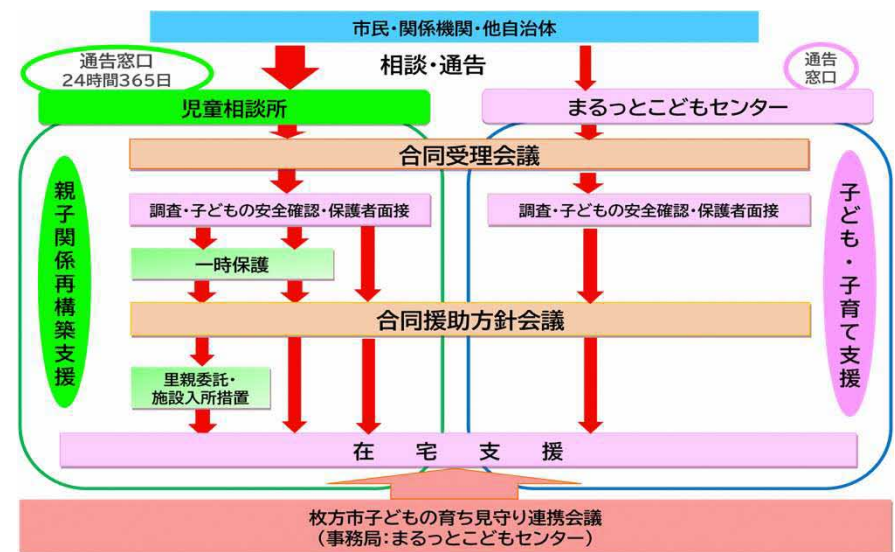 市民・関係機関・他自治体
通告窓口
24時間365日
相談・通告
通告
窓口
児童相談所
まるっとこどもセンター
合同受理会議
親子関係再構築支援
調査・子どもの安全確認・保護者面接
調査・子どもの安全確認・保護者面接
子ども・子育て支援
一時保護
合同援助方針会議
里親委託・
施設入所措置
在宅支援
枚方市子どもの育ち見守り連携会議
(事務局:まるっとこどもセンター)